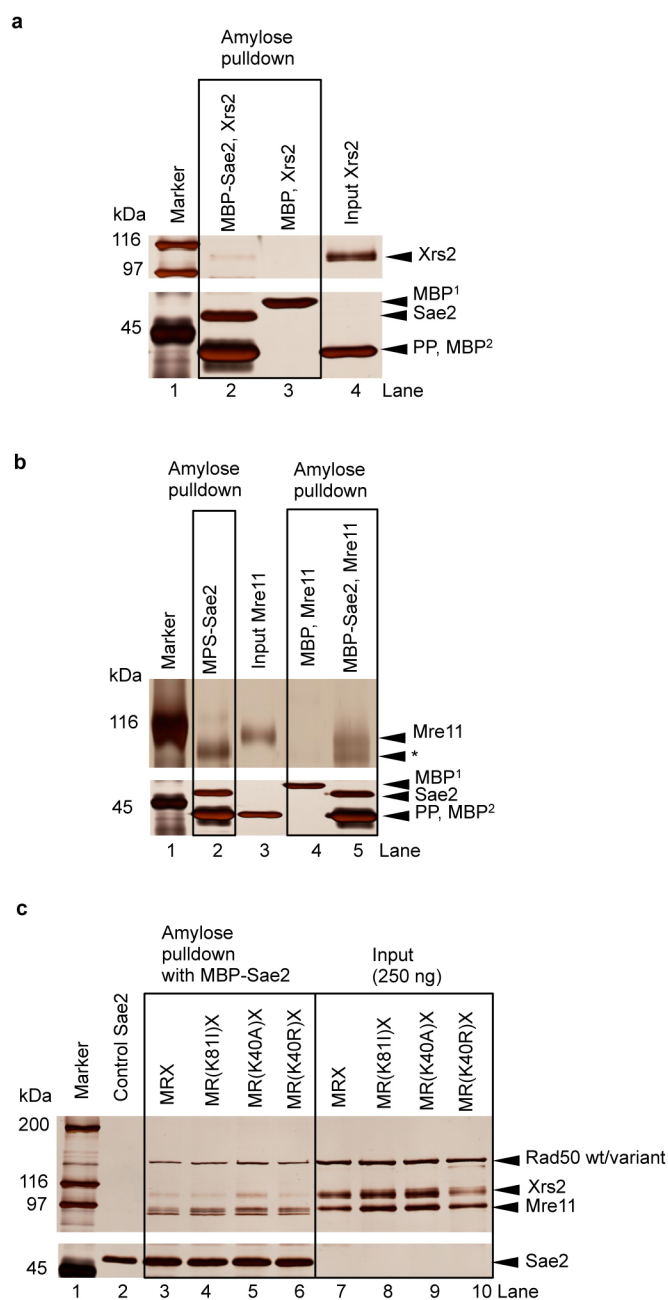 a
Amylose
pulldown
kDa
Marker
MBP-Sae2, Xrs2
MBP, Xrs2
Input Xrs2
116
97
45
Xrs2
MBP1
Sae2
PP, MBP2
1 2 3 4 Lane
b
Amylose
pulldown
Amylose
pulldown
kDa
Marker
MPS-Sae2
Input Mre11
MBP, Mre11
MBP-Sae2, Mre11
116
45
Mre11
*
MBP1
Sae2
PP, MBP2
1 2 3 4 5 Lane
c
Amylose
pulldown
with MBP-Sae2
Input
(250 ng)
kDa
Marker
Control Sae2
MRX
MR(K81I)X
MR(K40A)X
MR(K40R)X
MRX
MR(K81I)X
MR(K40A)X
MR(K40R)X
200
116
97
45
Rad50 wt/variant
Xrs2
Mre11
Sae2
1 2 3 4 5 6 7 8 9 10 Lane